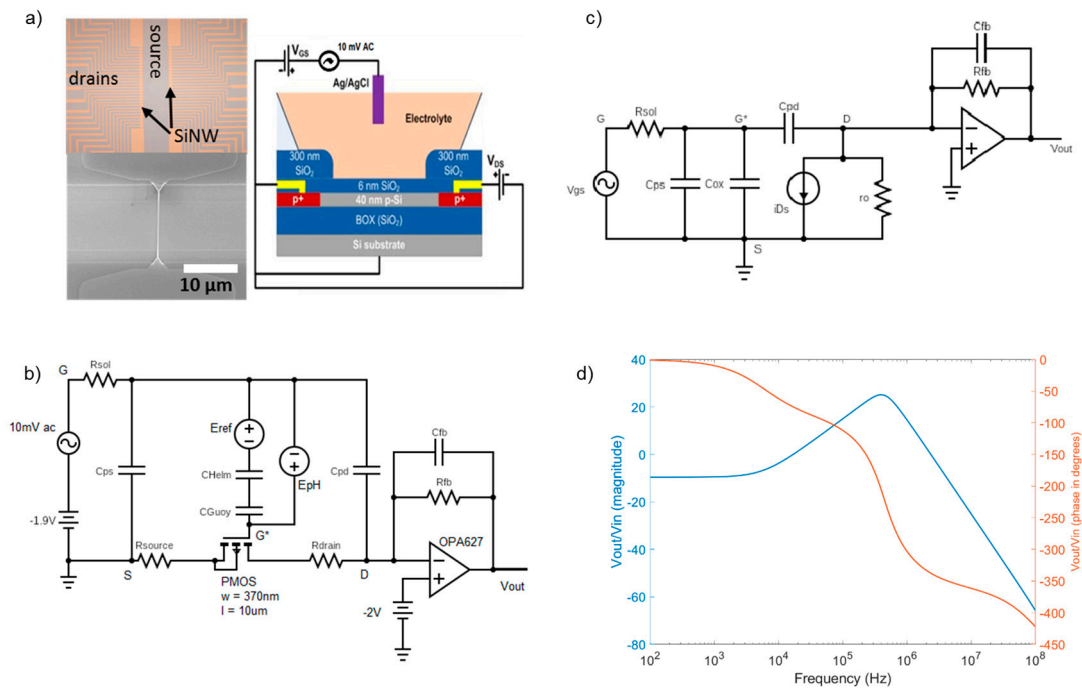 a)
drains
source
SiNW
10 µm
VGS
10 mV AC
Ag/AgCl
Electrolyte
300 nm
SiO2
300 nm
SiO2
VDS
6 nm SiO2
p+
40 nm p-Si
p+
BOX (SiO2)
Si substrate
b)
G
Rsol
10mV ac
Cps
-1.9V
Eref
CHelm
CGuoy
EpH
Cpd
G*
S
Rsource
Rdrain
D
PMOS
w = 370nm
l = 10um
Cfb
Rfb
OPA627
-2V
Vout
c)
G
Rsol
G*
Cpd
D
Cfb
Rfb
Vgs
Cps
Cox
iDs
ro
S
Vout
d)
Vout/Vin (magnitude)
40
20
0
-20
-40
-60
-80
10^2
10^3
10^4
10^5
10^6
10^7
10^8
Frequency (Hz)
0
-50
-100
-150
-200
-250
-300
-350
-400
-450
Vout/Vin (phase in degrees)